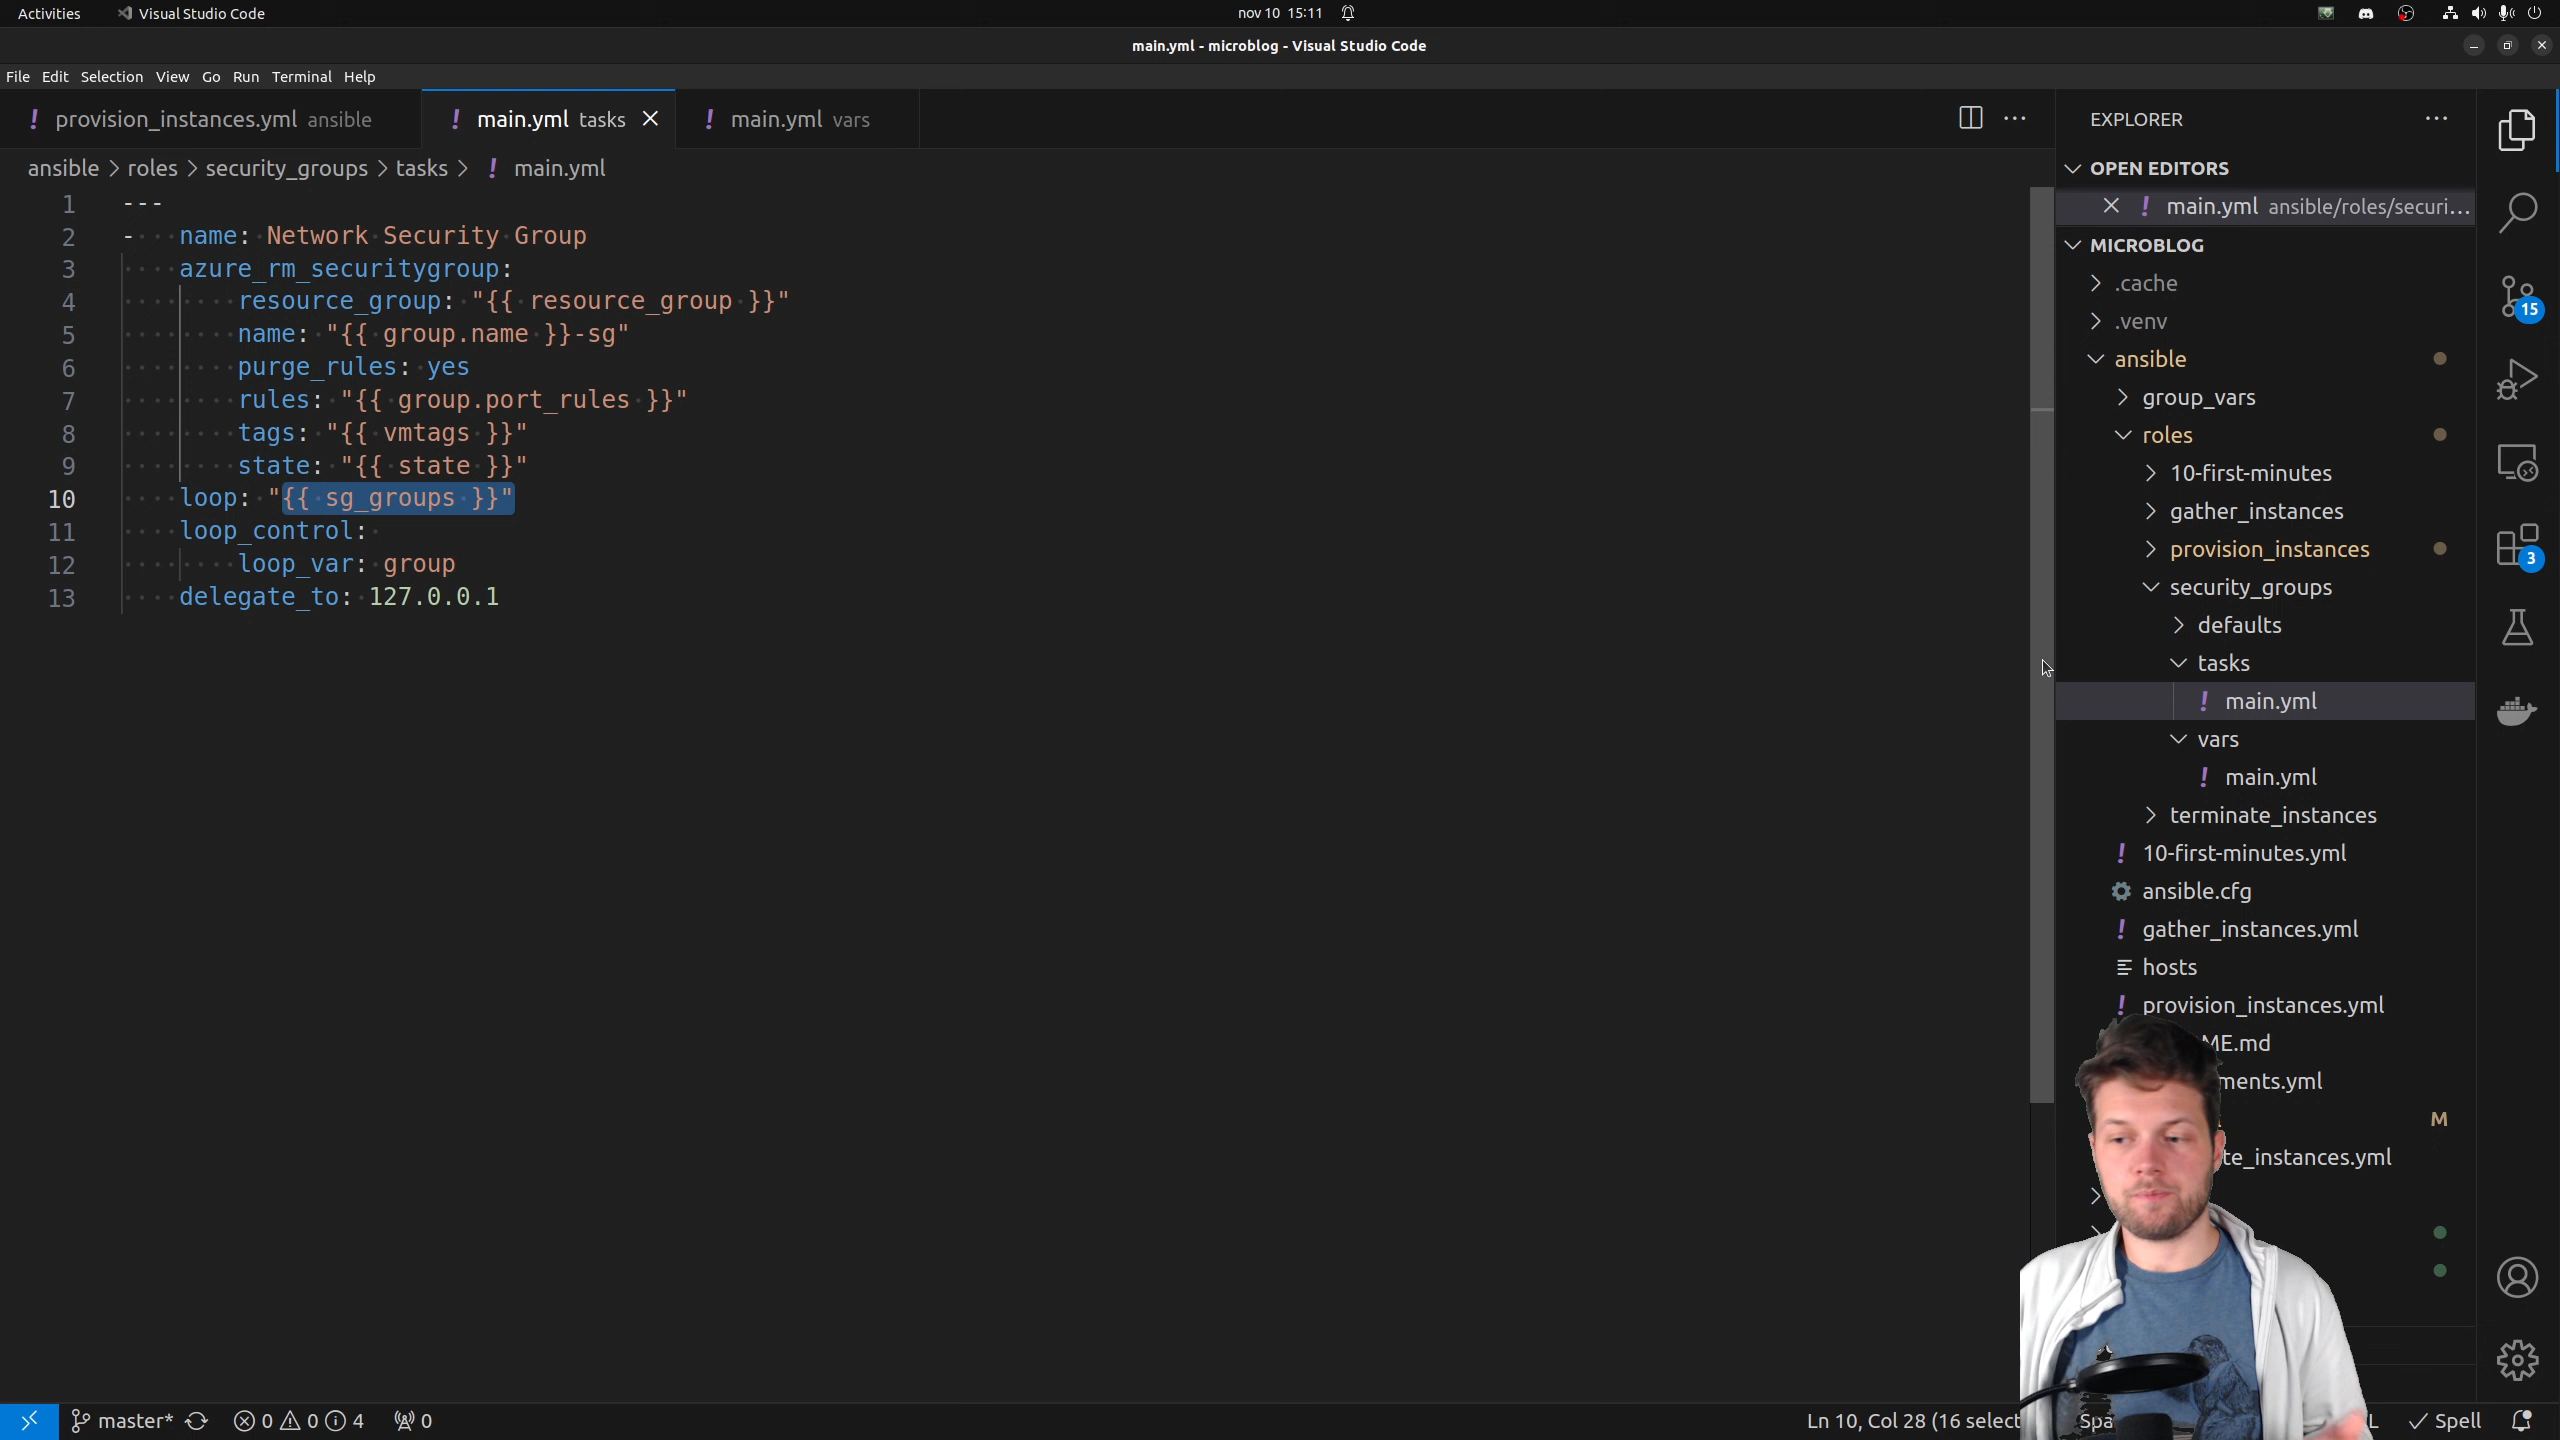 Activities
Visual Studio Code
nov 10 15:11
main.yml - microblog - Visual Studio Code
File Edit Selection View Go Run Terminal Help
provision_instances.yml ansible
main.yml tasks
main.yml vars
ansible > roles > security_groups > tasks > ! main.yml
1 ---
2 - name: Network Security Group
3 azure_rm_securitygroup:
4 resource_group: "{{ resource_group }}"
5 name: "{{ group.name }}-sg"
6 purge_rules: yes
7 rules: "{{ group.port_rules }}"
8 tags: "{{ vmtags }}"
9 state: "{{ state }}"
10 loop: "{{ sg_groups }}"
11 loop_control:
12 loop_var: group
13 delegate_to: 127.0.0.1
EXPLORER
OPEN EDITORS
main.yml ansible/roles/securi...
MICROBLOG
.cache
.venv
ansible
group_vars
roles
10-first-minutes
gather_instances
provision_instances
security_groups
defaults
tasks
main.yml
vars
main.yml
terminate_instances
10-first-minutes.yml
ansible.cfg
gather_instances.yml
hosts
provision_instances.yml
ME.md
ments.yml
M
te_instances.yml
15
3
master*
0 0 4
0
Ln 10, Col 28 (16 select
Spa
L
Spell